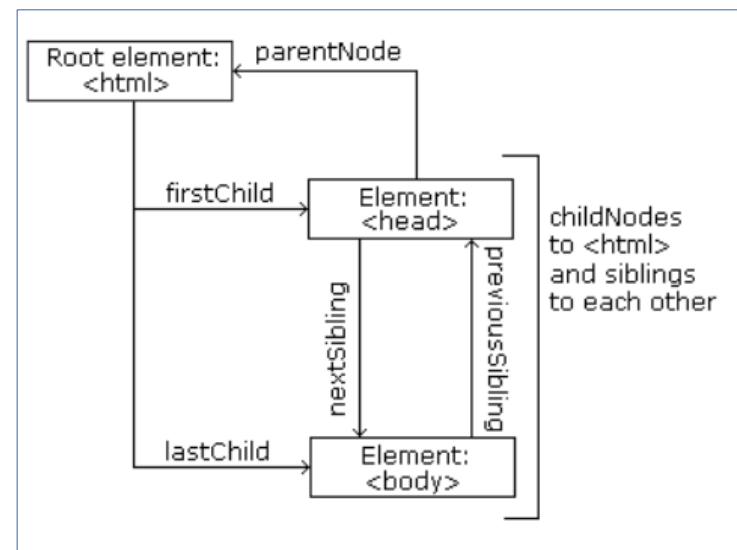 Root element:
<html>
parentNode
firstChild
Element:
<head>
childNodes
to <html>
and siblings
to each other
nextSibling
previousSibling
lastChild
Element:
<body>